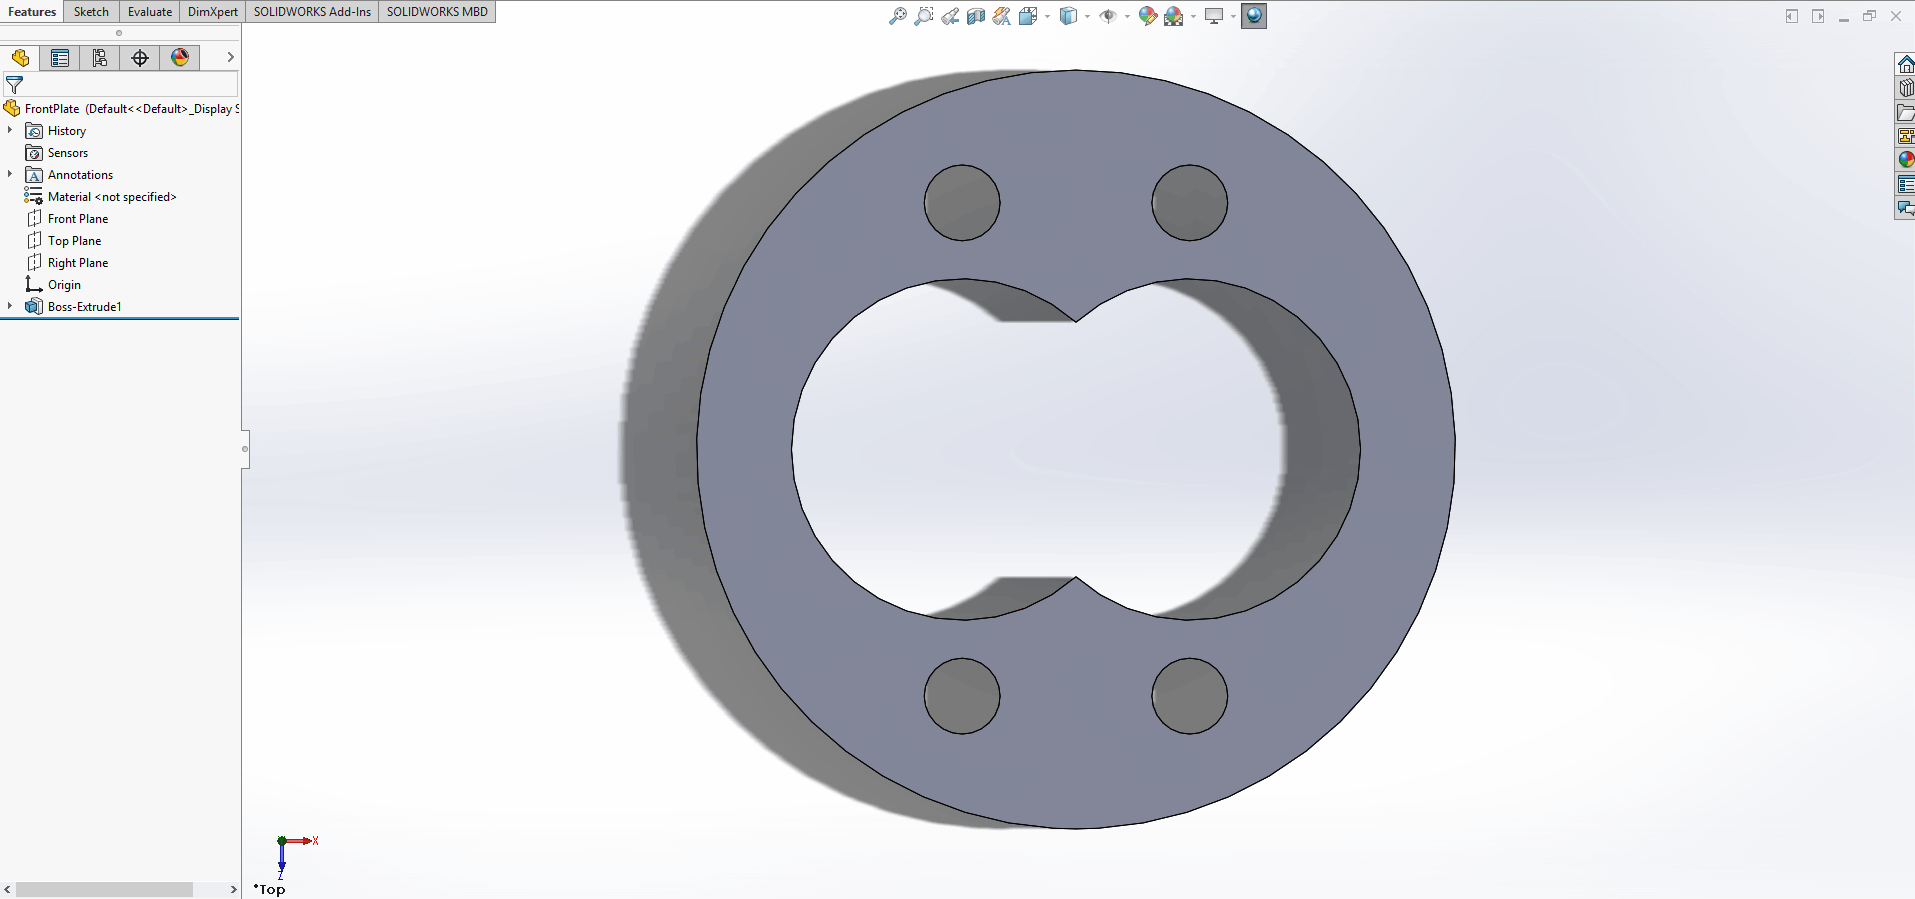 Features Sketch Evaluate DimXpert SOLIDWORKS Add-Ins SOLIDWORKS MBD
FrontPlate (Default<<Default>_Display S
History
Sensors
Annotations
Material <not specified>
Front Plane
Top Plane
Right Plane
Origin
Boss-Extrude1
X
Z
*Top